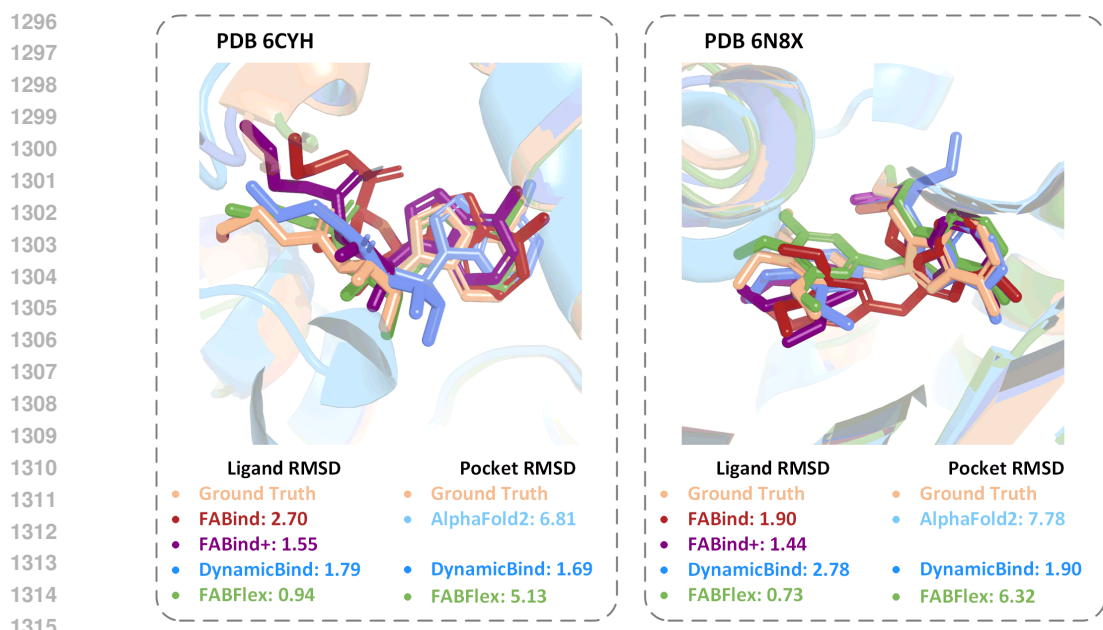 1296
1297
1298
1299
1300
1301
1302
1303
1304
1305
1306
1307
1308
1309
1310
1311
1312
1313
1314
1315
PDB 6CYH
Ligand RMSD Pocket RMSD
Ground Truth Ground Truth
FABind: 2.70 AlphaFold2: 6.81
FABind+: 1.55
DynamicBind: 1.79 DynamicBind: 1.69
FABFlex: 0.94 FABFlex: 5.13
PDB 6N8X
Ligand RMSD Pocket RMSD
Ground Truth Ground Truth
FABind: 1.90 AlphaFold2: 7.78
FABind+: 1.44
DynamicBind: 2.78 DynamicBind: 1.90
FABFlex: 0.73 FABFlex: 6.32